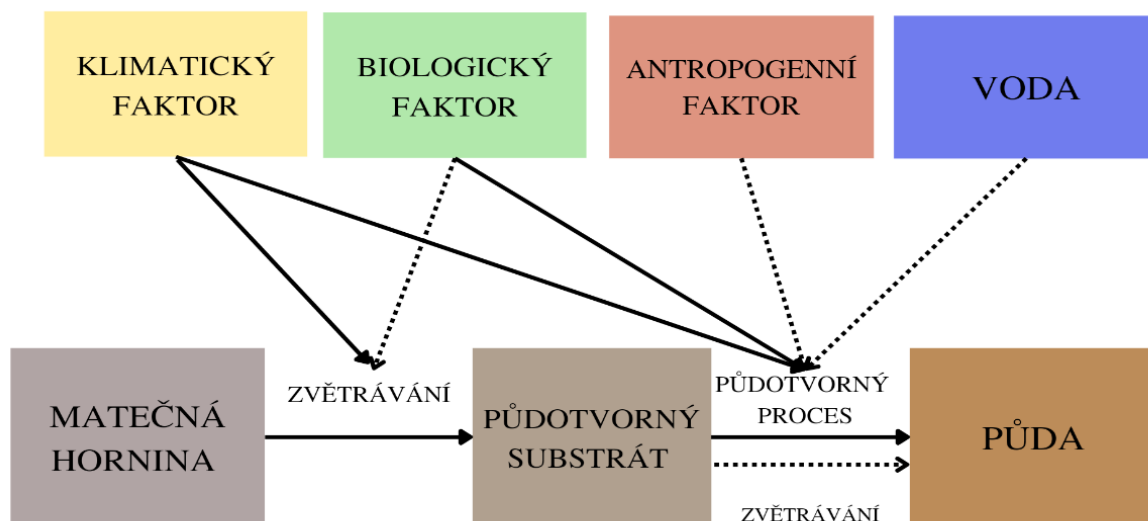 KLIMATICKÝ
FAKTOR
BIOLOGICKÝ
FAKTOR
ANTROPOGENNÍ
FAKTOR
VODA
MATEČNÁ
HORNINA
ZVĚTRÁVÁNÍ
PŮDOTVORNÝ
SUBSTRÁT
PŮDOTVORNÝ
PROCES
ZVĚTRÁVÁNÍ
PŮDA